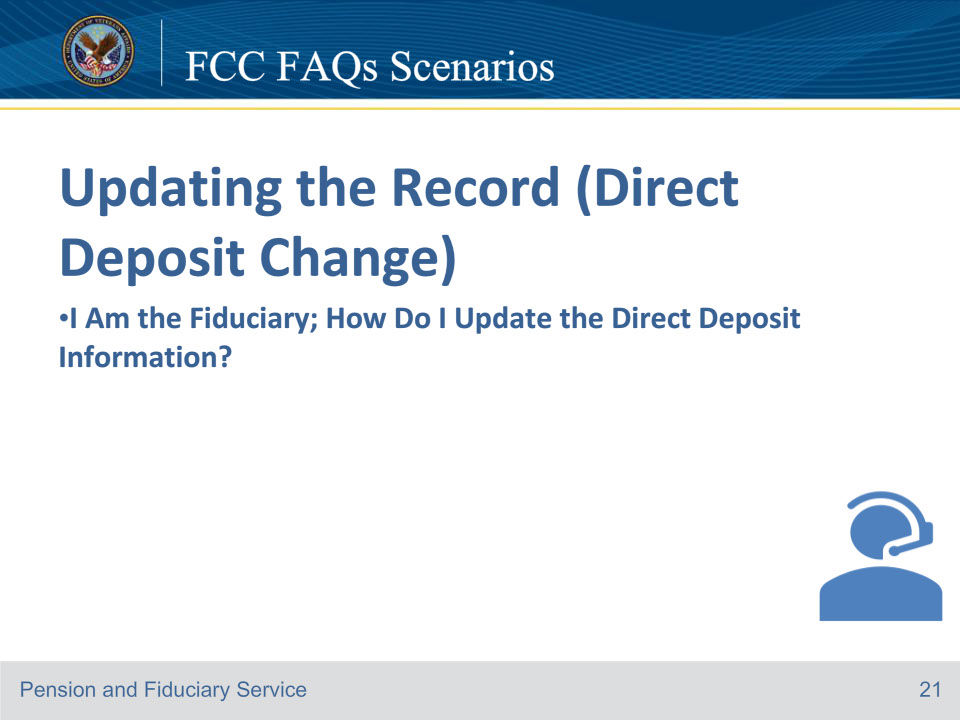 FCC FAQs Scenarios
Updating the Record (Direct
Deposit Change)
•I Am the Fiduciary; How Do I Update the Direct Deposit
Information?
Pension and Fiduciary Service
21